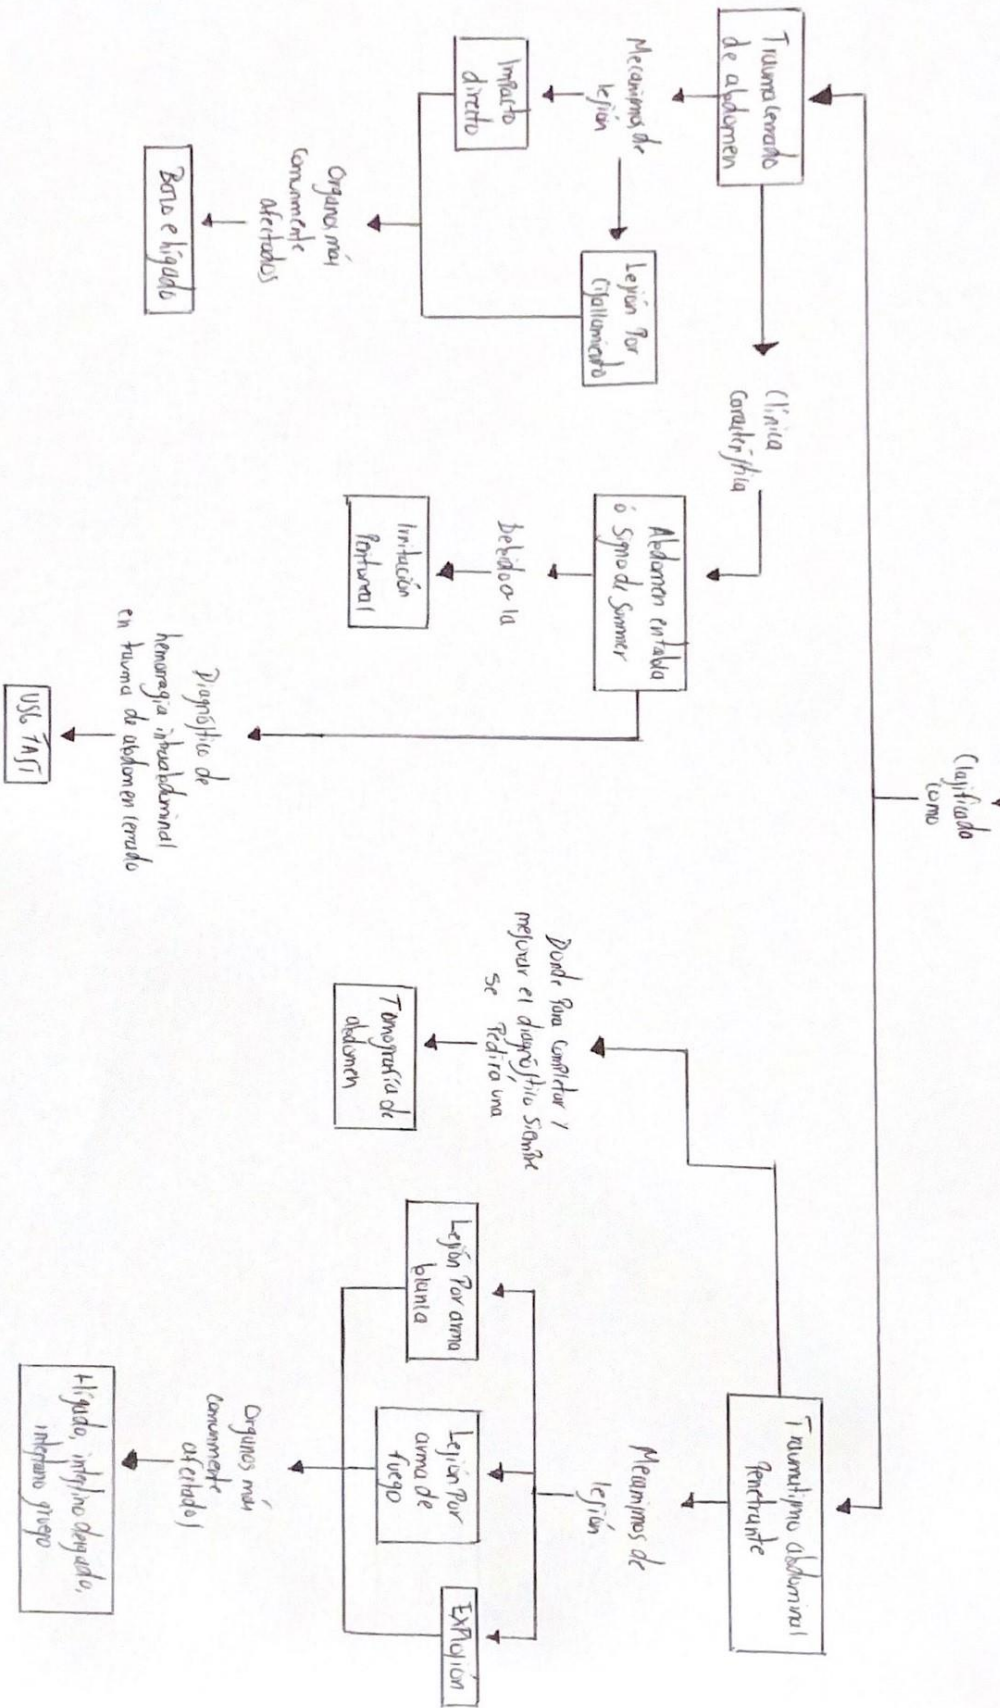 Clasificado
como
Trauma cerrado
de abdomen
Mecanismos de
lesión
Impacto
directo
Lesión Por
Cizallamiento
Organos más
comunmente
afectados
Bazo e hígado
Clínica
característica
Abdomen en tabla
ó signo de Summer
Debido a la
Irritación
Peritoneal
Diagnóstico de
hemorragia intraabdominal
en trauma de abdomen cerrado
USG FAST
Traumatismo abdominal
Penetrante
Donde Para completar y
mejorar el diagnóstico siempre
se Pedira una
Tomografía de
abdomen
Mecanismos de
lesión
Lesión Por arma
blanca
Lesión Por
arma de
fuego
Explosión
Organos más
comunmente
afectados
Hígado, intestino delgado,
intestino grueso